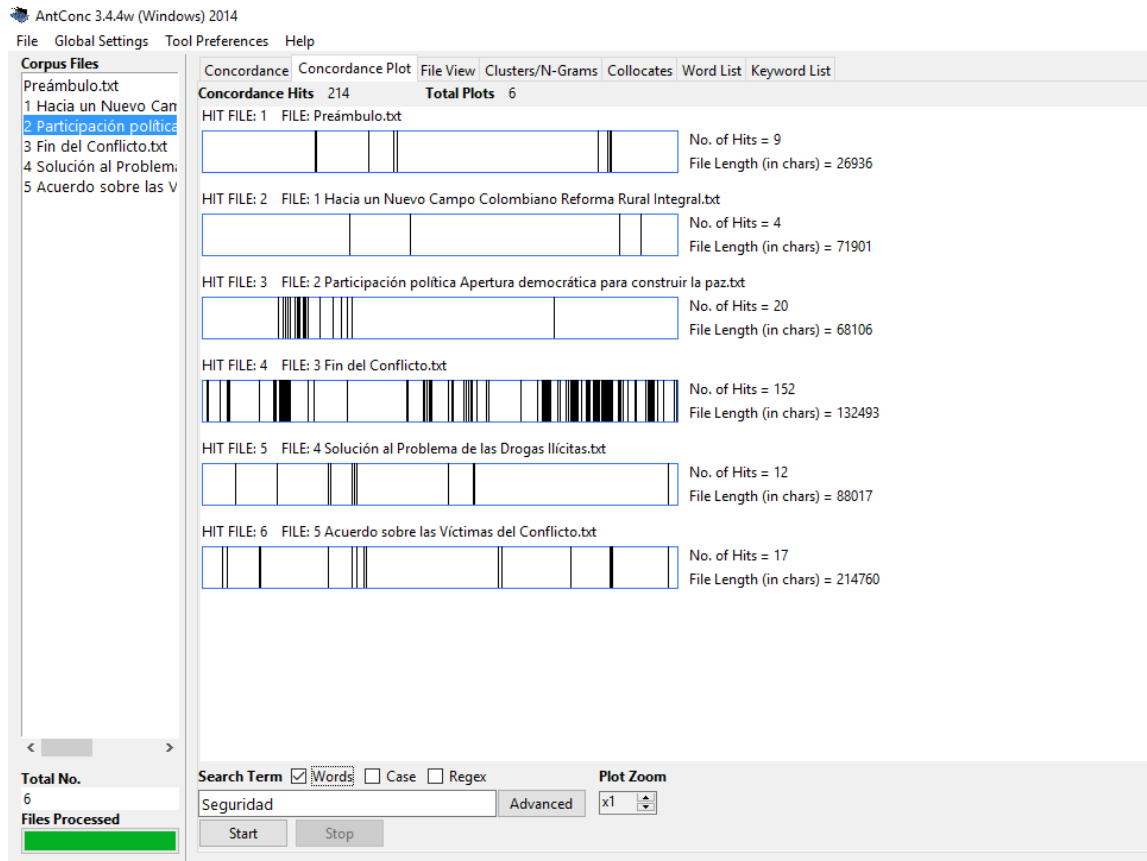 AntConc 3.4.4w (Windows) 2014
File Global Settings Tool Preferences Help
Corpus Files
Preámbulo.txt
1 Hacia un Nuevo Cam
2 Participación política
3 Fin del Conflicto.txt
4 Solución al Problema
5 Acuerdo sobre las V
Total No.
6
Files Processed
Concordance Concordance Plot File View Clusters/N-Grams Collocates Word List Keyword List
Concordance Hits 214 Total Plots 6
HIT FILE: 1 FILE: Preámbulo.txt
No. of Hits = 9
File Length (in chars) = 26936
HIT FILE: 2 FILE: 1 Hacia un Nuevo Campo Colombiano Reforma Rural Integral.txt
No. of Hits = 4
File Length (in chars) = 71901
HIT FILE: 3 FILE: 2 Participación política Apertura democrática para construir la paz.txt
No. of Hits = 20
File Length (in chars) = 68106
HIT FILE: 4 FILE: 3 Fin del Conflicto.txt
No. of Hits = 152
File Length (in chars) = 132493
HIT FILE: 5 FILE: 4 Solución al Problema de las Drogas Ilícitas.txt
No. of Hits = 12
File Length (in chars) = 88017
HIT FILE: 6 FILE: 5 Acuerdo sobre las Víctimas del Conflicto.txt
No. of Hits = 17
File Length (in chars) = 214760
Search Term Words Case Regex Plot Zoom
Seguridad Advanced x1
Start Stop